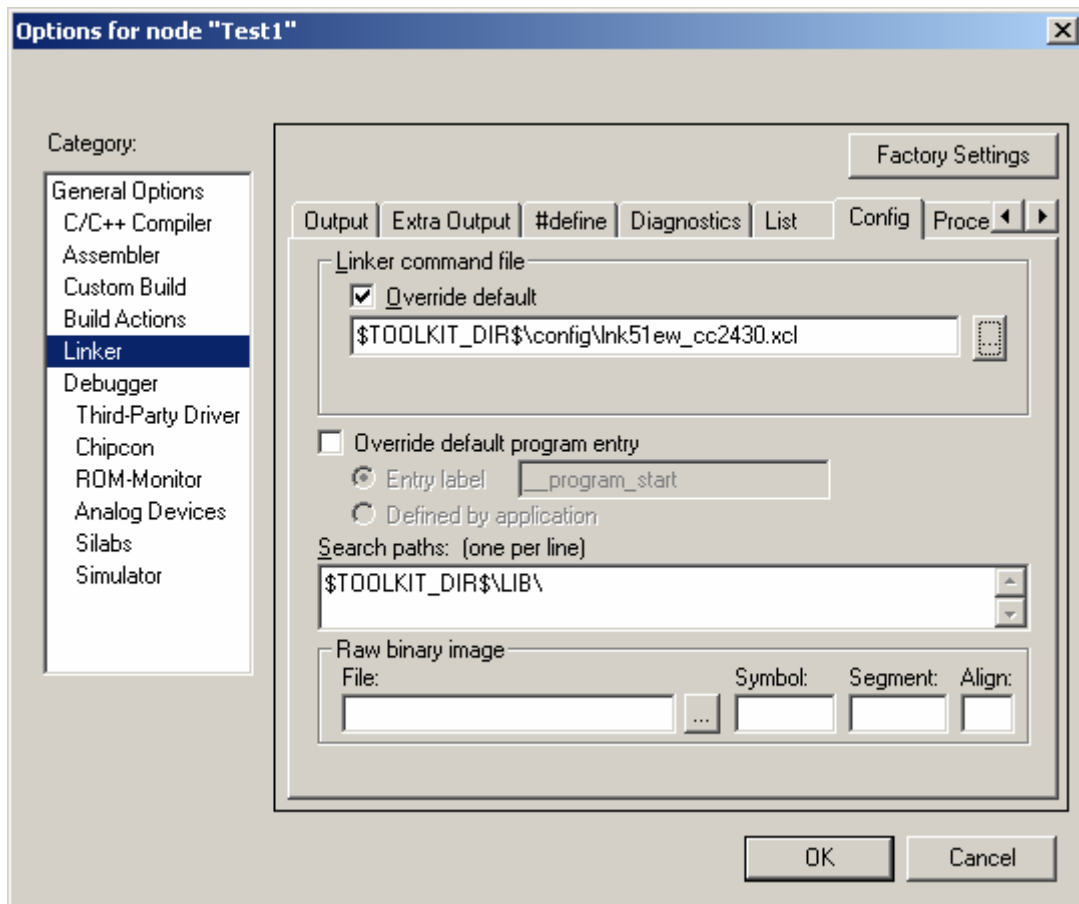 Options for node "Test1"
Category:
General Options
C/C++ Compiler
Assembler
Custom Build
Build Actions
Linker
Debugger
Third-Party Driver
Chipcon
ROM-Monitor
Analog Devices
Silabs
Simulator
Factory Settings
Output Extra Output #define Diagnostics List Config Proce
Linker command file
Override default
$TOOLKIT_DIR$\config\lnk51ew_cc2430.xcl
...
Override default program entry
Entry label __program_start
Defined by application
Search paths: (one per line)
$TOOLKIT_DIR$\LIB\
Raw binary image
File: Symbol: Segment: Align:
...
OK Cancel